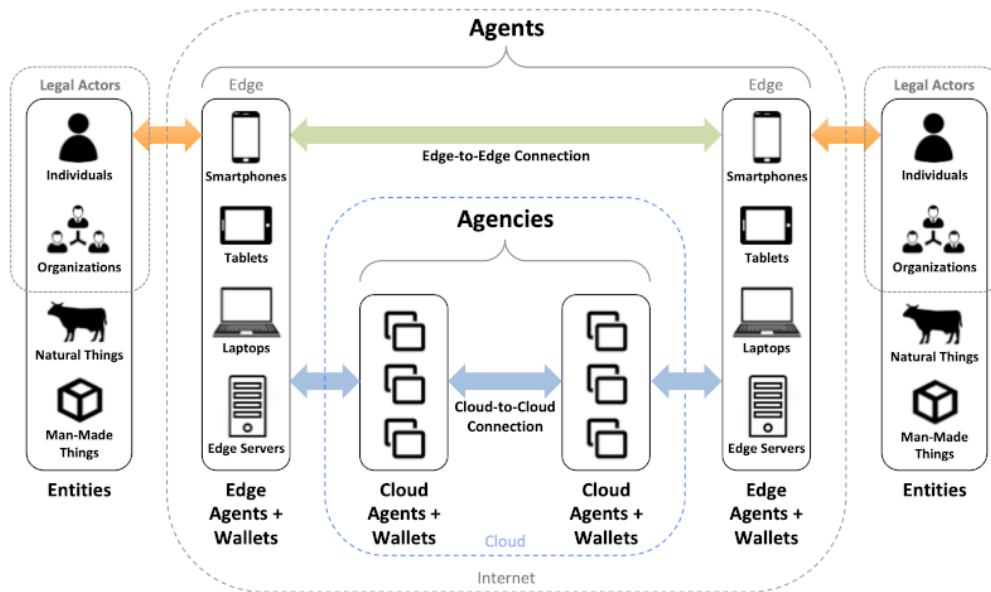 Agents
Legal Actors
Edge
Edge
Legal Actors
Individuals
Smartphones
Edge-to-Edge Connection
Smartphones
Individuals
Organizations
Tablets
Agencies
Tablets
Organizations
Natural Things
Laptops
Laptops
Natural Things
Man-Made
Things
Edge Servers
Cloud-to-Cloud
Connection
Edge Servers
Man-Made
Things
Entities
Edge
Agents +
Wallets
Cloud
Agents +
Wallets
Cloud
Agents +
Wallets
Edge
Agents +
Wallets
Entities
Cloud
Internet